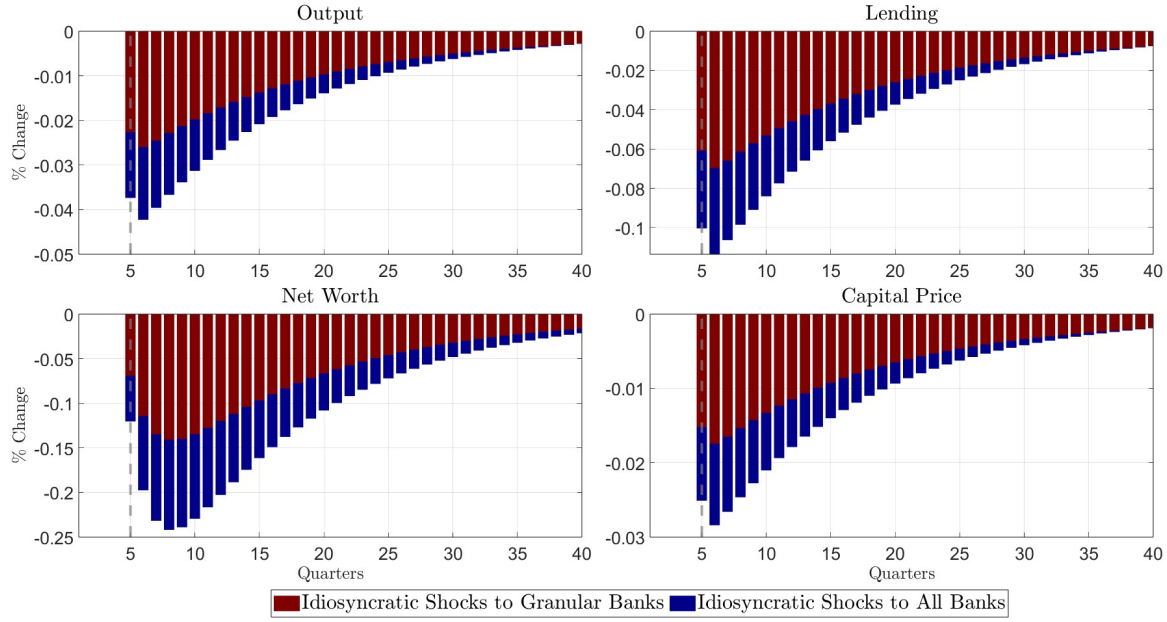 Output
Lending
% Change
0
-0.01
-0.02
-0.03
-0.04
-0.05
5 10 15 20 25 30 35 40
0
-0.02
-0.04
-0.06
-0.08
-0.1
5 10 15 20 25 30 35 40
Net Worth
Capital Price
% Change
0
-0.05
-0.1
-0.15
-0.2
-0.25
5 10 15 20 25 30 35 40
Quarters
0
-0.01
-0.02
-0.03
5 10 15 20 25 30 35 40
Quarters
Idiosyncratic Shocks to Granular Banks Idiosyncratic Shocks to All Banks